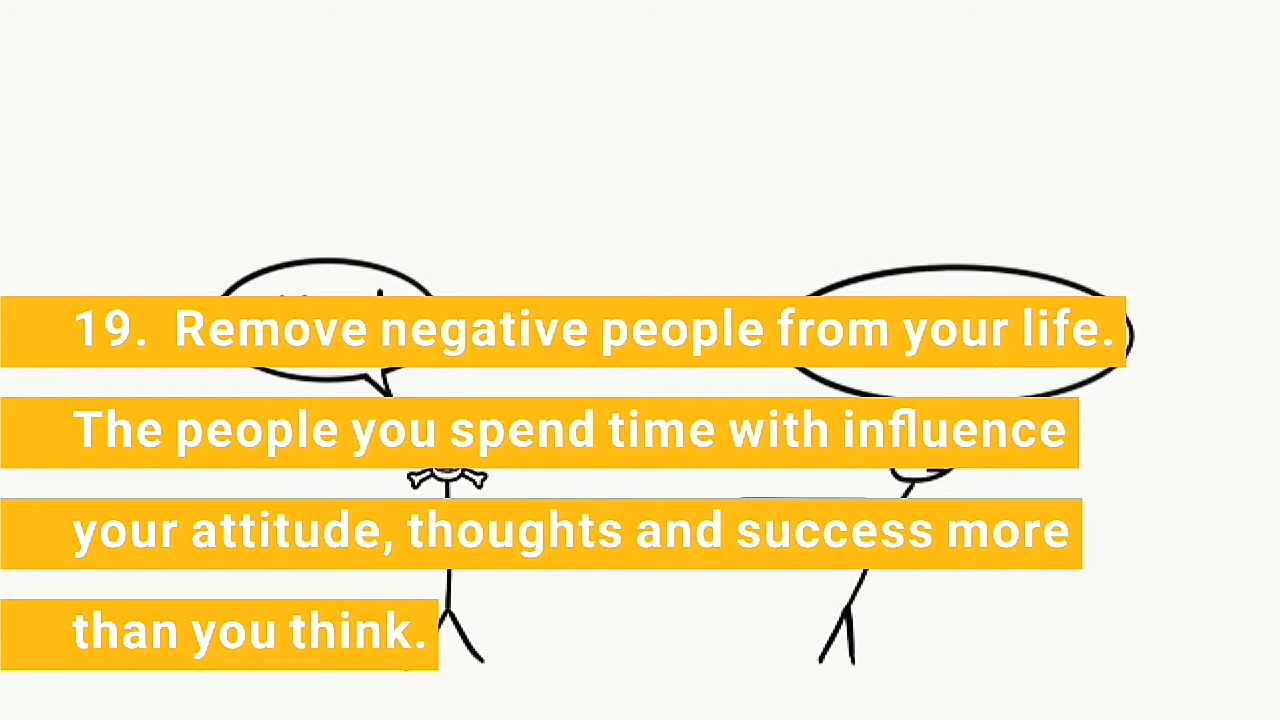 19. Remove negative people from your life.
The people you spend time with influence
your attitude, thoughts and success more
than you think.